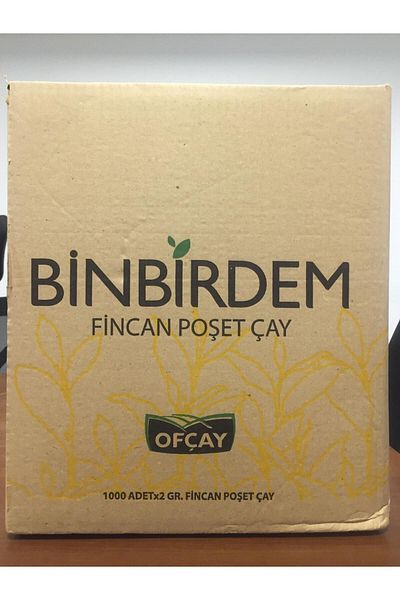 BİNBİRDEM
FİNCAN POŞET ÇAY
OFÇAY
1000 ADETx2 GR. FİNCAN POŞET ÇAY